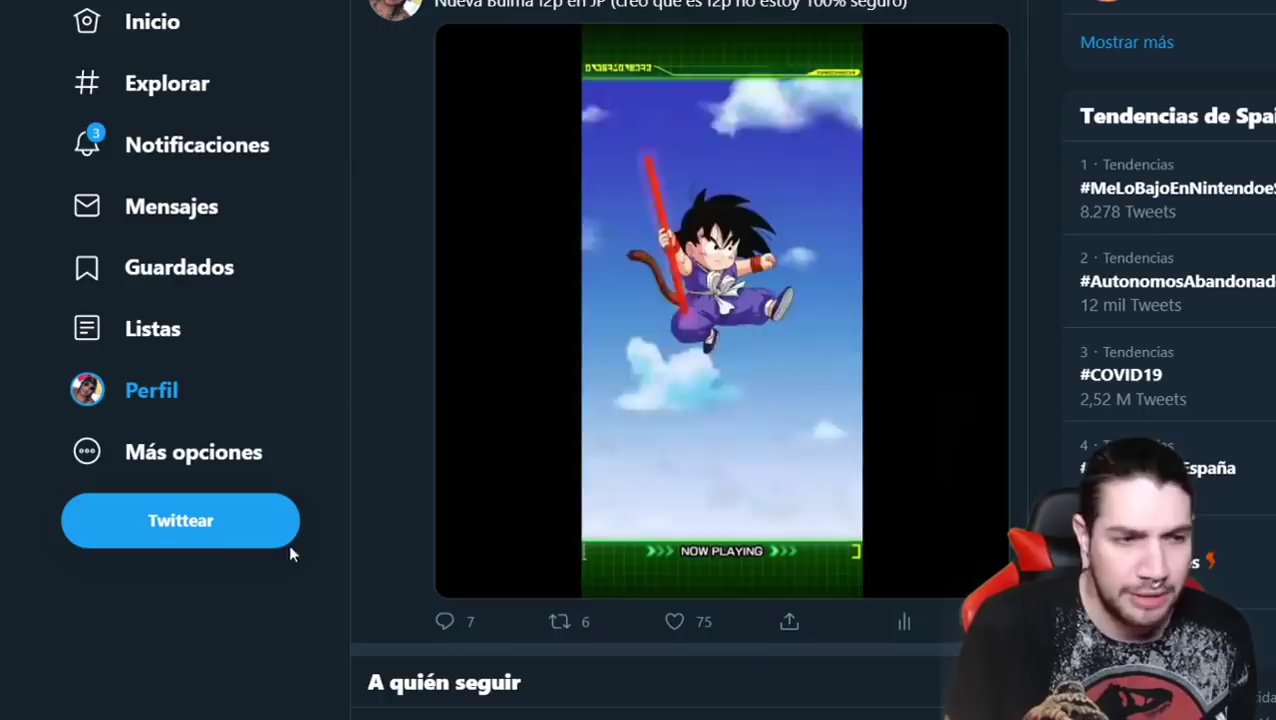 Inicio
Explorar
3
Notificaciones
Mensajes
Guardados
Listas
Perfil
Más opciones
Twittear
Nueva Bulma f2p en JP (creo que es f2p no estoy 100% seguro)
NOW PLAYING
7
6
75
A quién seguir
Mostrar más
Tendencias de Spai
1 · Tendencias
#MeLoBajoEnNintendoeS
8.278 Tweets
2 · Tendencias
#AutonomosAbandonad
12 mil Tweets
3 · Tendencias
#COVID19
2,52 M Tweets
4
España